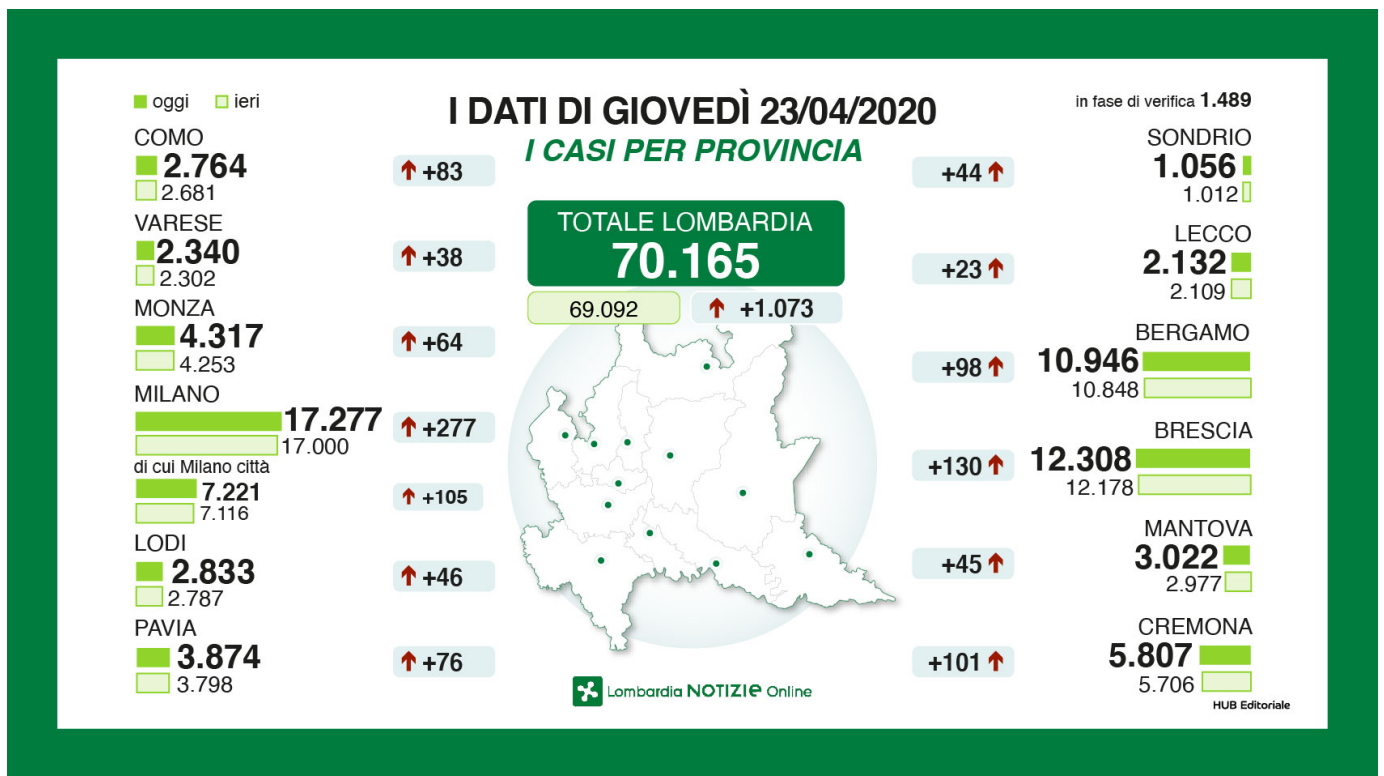 oggi ieri
I DATI DI GIOVEDÌ 23/04/2020
I CASI PER PROVINCIA
in fase di verifica 1.489
TOTALE LOMBARDIA
70.165
69.092 +1.073
COMO
2.764
2.681
+83
VARESE
2.340
2.302
+38
MONZA
4.317
4.253
+64
MILANO
17.277
17.000
+277
di cui Milano città
7.221
7.116
+105
LODI
2.833
2.787
+46
PAVIA
3.874
3.798
+76
SONDRIO
1.056
1.012
+44
LECCO
2.132
2.109
+23
BERGAMO
10.946
10.848
+98
BRESCIA
12.308
12.178
+130
MANTOVA
3.022
2.977
+45
CREMONA
5.807
5.706
+101
Lombardia NOTIZIE Online
HUB Editoriale